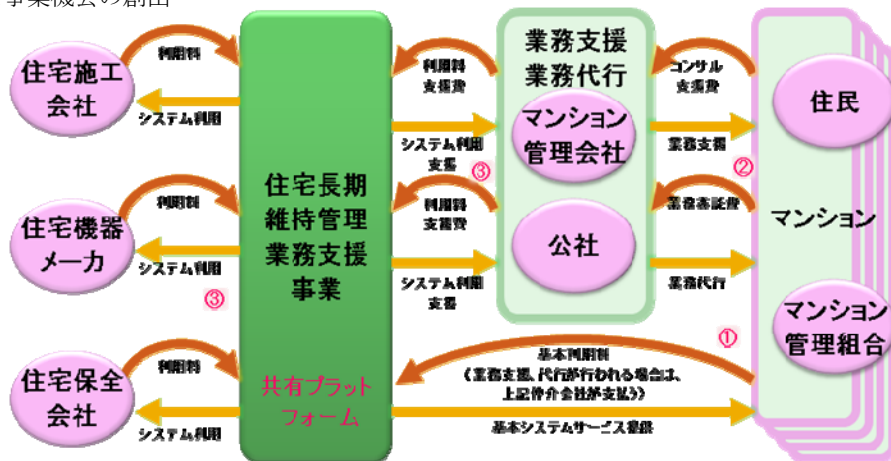 事業機会の創出
住宅施工
会社
利用料
システム利用
住宅機器
メーカ
利用料
システム利用
③
住宅保全
会社
利用料
システム利用
住宅長期
維持管理
業務支援
事業
共有プラット
フォーム
利用料
支援費
システム利用
支援
③
利用料
支援費
システム利用
支援
業務支援
業務代行
マンション
管理会社
公社
コンサル
支援費
業務支援
②
業務委託費
業務代行
①
基本利用料
(業務支援、代行が行われる場合は、
上記仲介会社が支払う)
基本システムサービス提供
住民
マンション
マンション
管理組合